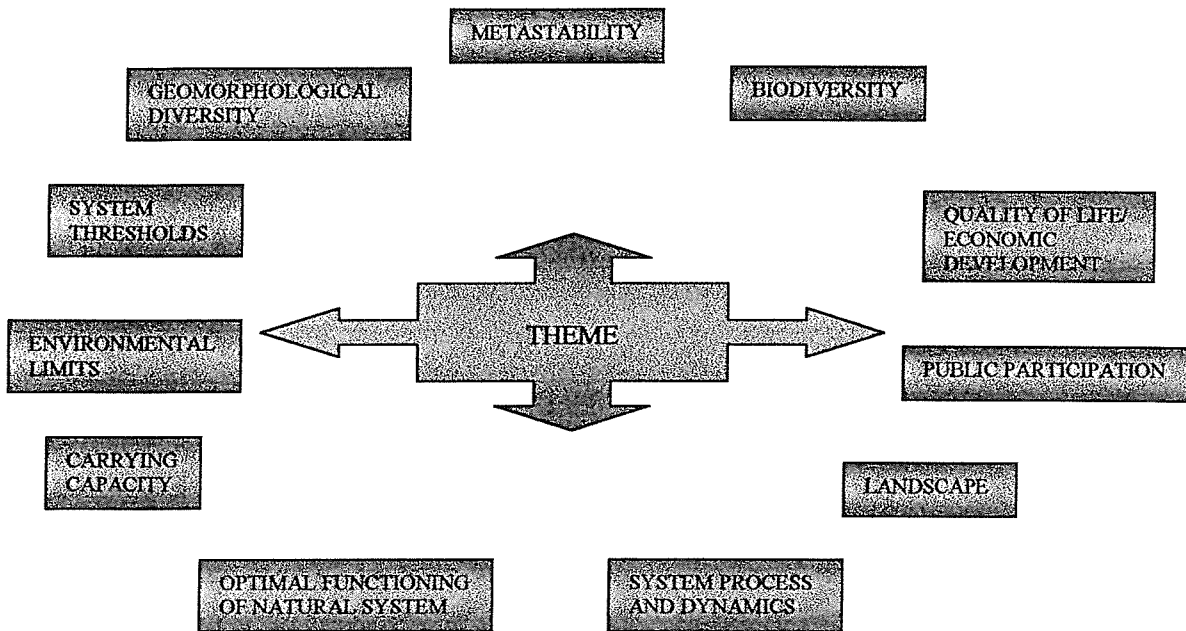 METASTABILITY
GEOMORPHOLOGICAL
DIVERSITY
BIODIVERSITY
SYSTEM
THRESHOLDS
QUALITY OF LIFE/
ECONOMIC
DEVELOPMENT
THEME
ENVIRONMENTAL
LIMITS
PUBLIC PARTICIPATION
CARRYING
CAPACITY
LANDSCAPE
OPTIMAL FUNCTIONING
OF NATURAL SYSTEM
SYSTEM PROCESS
AND DYNAMICS